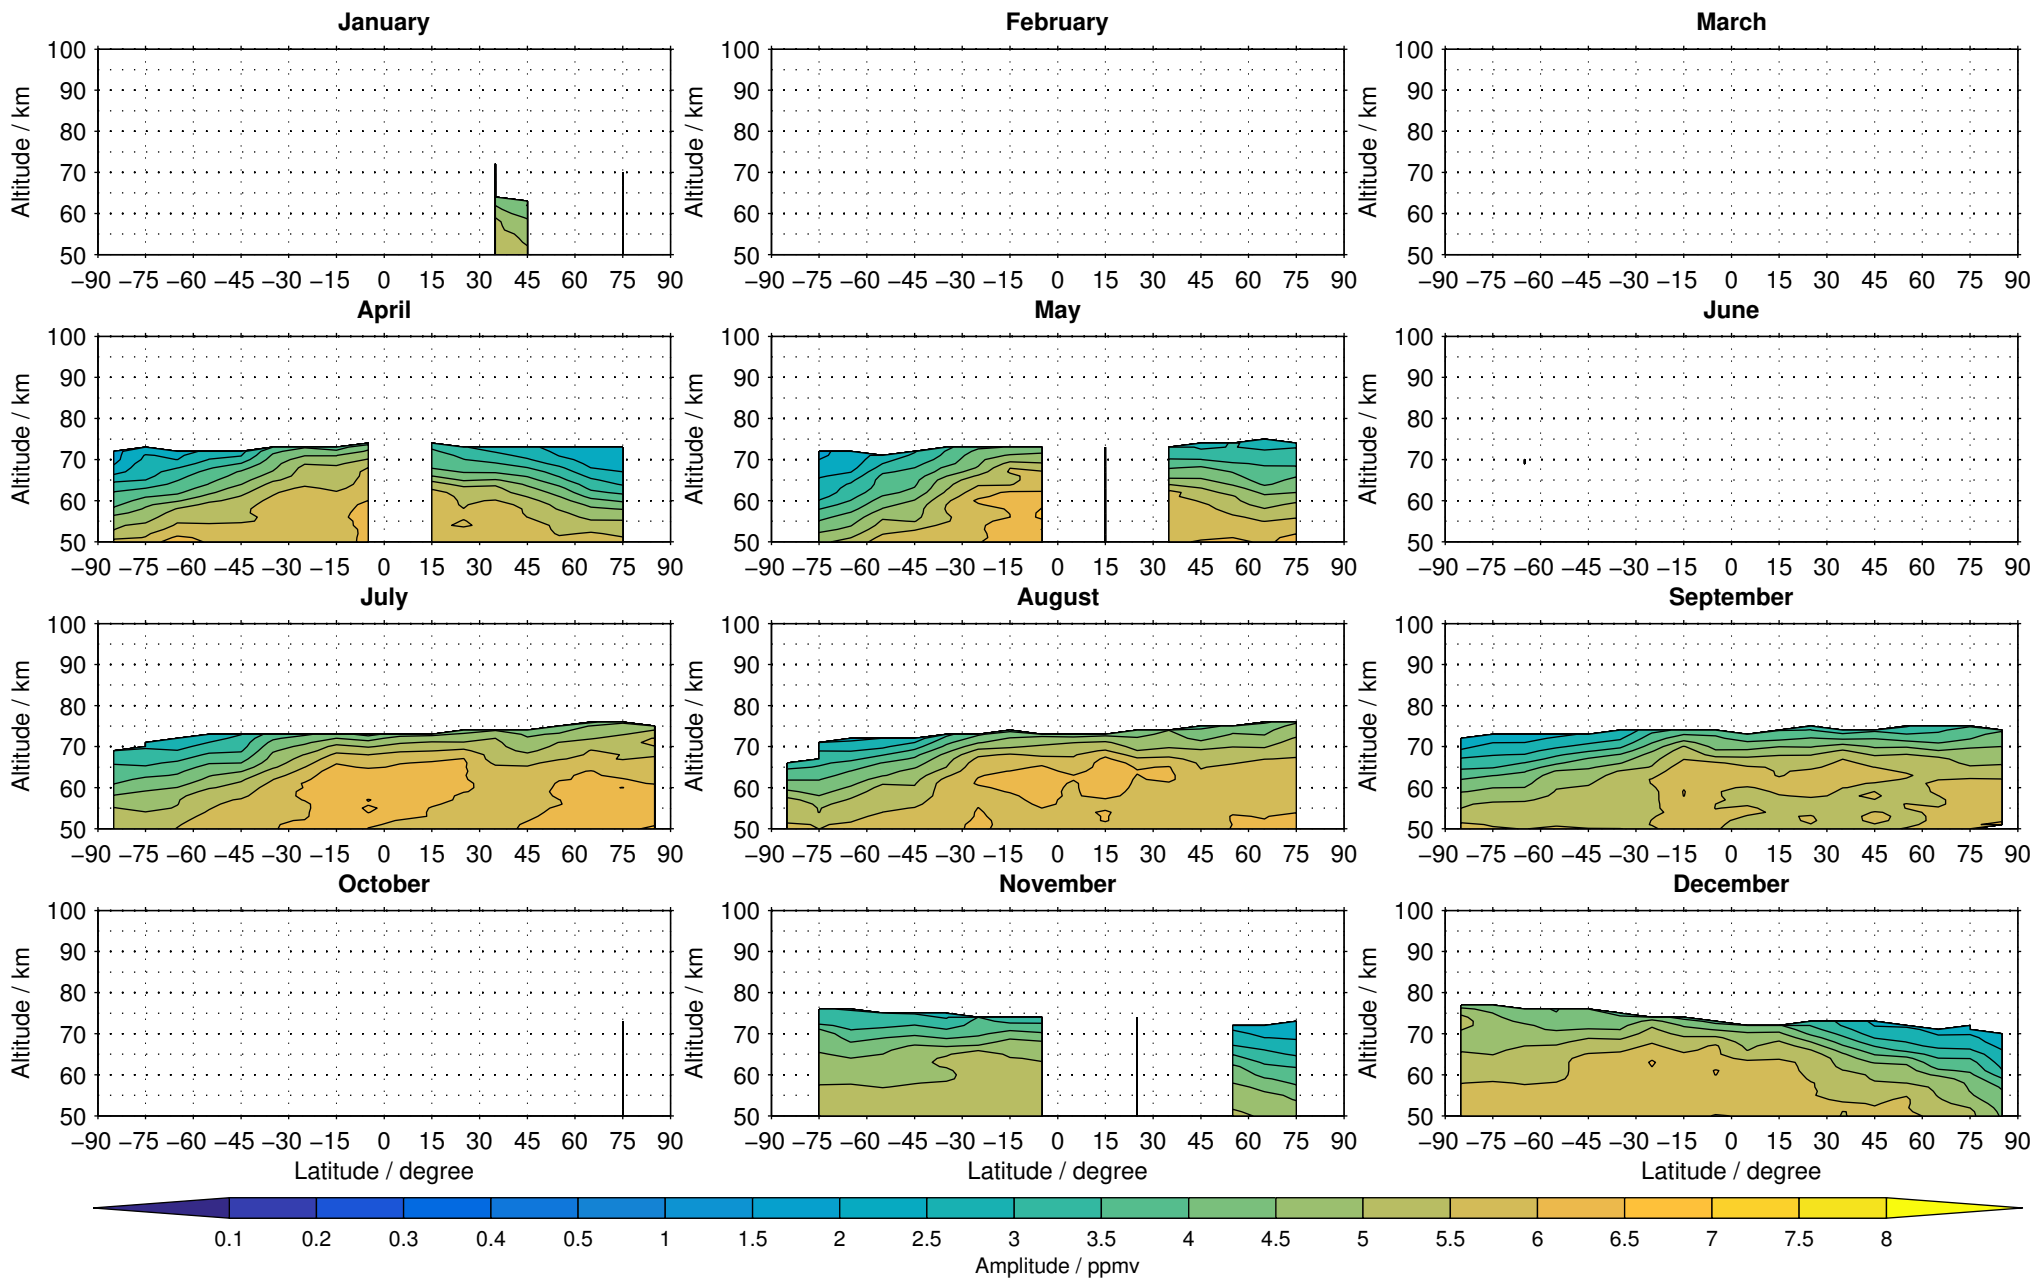 January February March
100 100 100
90 90 90
80 80 80
70 70 70
60 60 60
50 50 50
Altitude / km Altitude / km Altitude / km
−90 −75 −60 −45 −30 −15 0 15 30 45 60 75 90 −90 −75 −60 −45 −30 −15 0 15 30 45 60 75 90 −90 −75 −60 −45 −30 −15 0 15 30 45 60 75 90
April May June
100 100 100
90 90 90
80 80 80
70 70 70
60 60 60
50 50 50
Altitude / km Altitude / km Altitude / km
−90 −75 −60 −45 −30 −15 0 15 30 45 60 75 90 −90 −75 −60 −45 −30 −15 0 15 30 45 60 75 90 −90 −75 −60 −45 −30 −15 0 15 30 45 60 75 90
July August September
100 100 100
90 90 90
80 80 80
70 70 70
60 60 60
50 50 50
Altitude / km Altitude / km Altitude / km
−90 −75 −60 −45 −30 −15 0 15 30 45 60 75 90 −90 −75 −60 −45 −30 −15 0 15 30 45 60 75 90 −90 −75 −60 −45 −30 −15 0 15 30 45 60 75 90
October November December
100 100 100
90 90 90
80 80 80
70 70 70
60 60 60
50 50 50
Altitude / km Altitude / km Altitude / km
−90 −75 −60 −45 −30 −15 0 15 30 45 60 75 90 −90 −75 −60 −45 −30 −15 0 15 30 45 60 75 90 −90 −75 −60 −45 −30 −15 0 15 30 45 60 75 90
Latitude / degree Latitude / degree Latitude / degree
0.1 0.2 0.3 0.4 0.5 1 1.5 2 2.5 3 3.5 4 4.5 5 5.5 6 6.5 7 7.5 8
Amplitude / ppmv